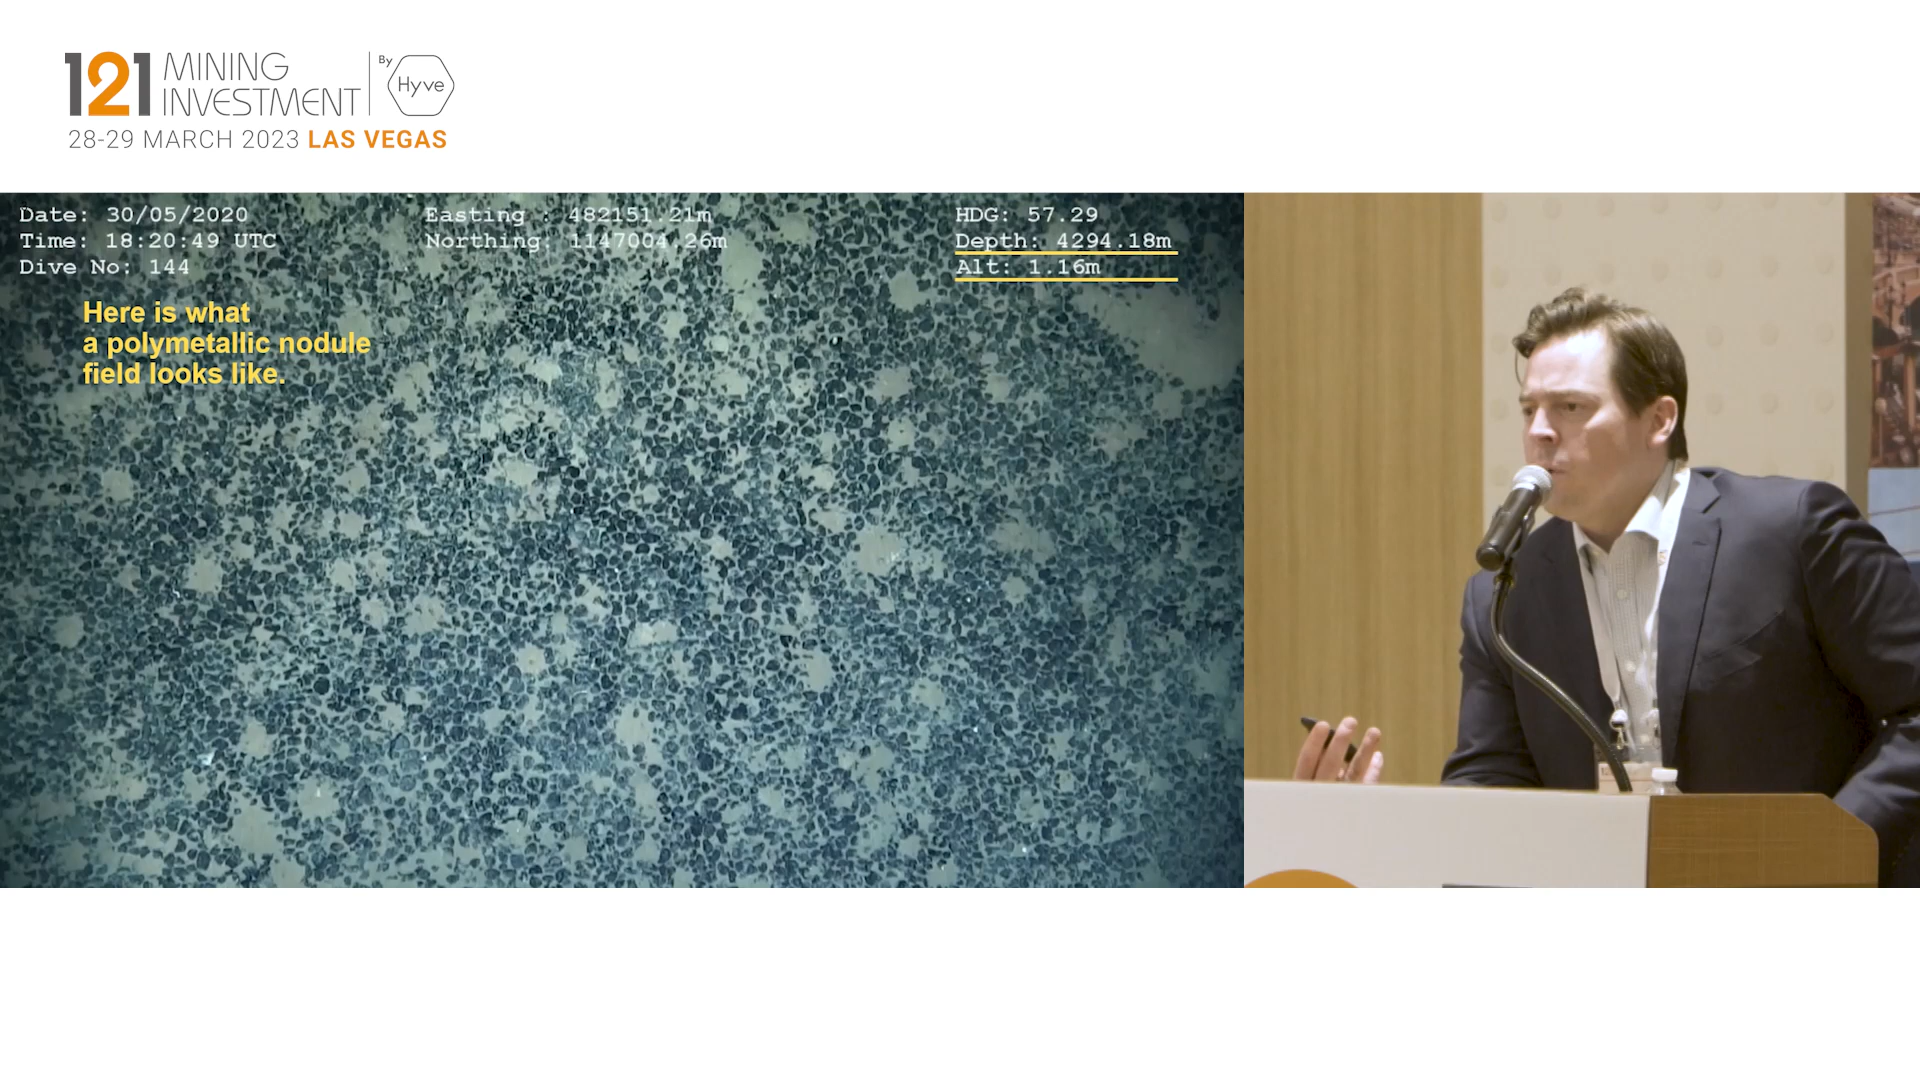 121 MINING INVESTMENT By Hyve
28-29 MARCH 2023 LAS VEGAS
Date: 30/05/2020
Time: 18:20:49 UTC
Dive No: 144
Easting : 482151.21m
Northing: 1147004.26m
HDG: 57.29
Depth: 4294.18m
Alt: 1.16m
Here is what
a polymetallic nodule
field looks like.